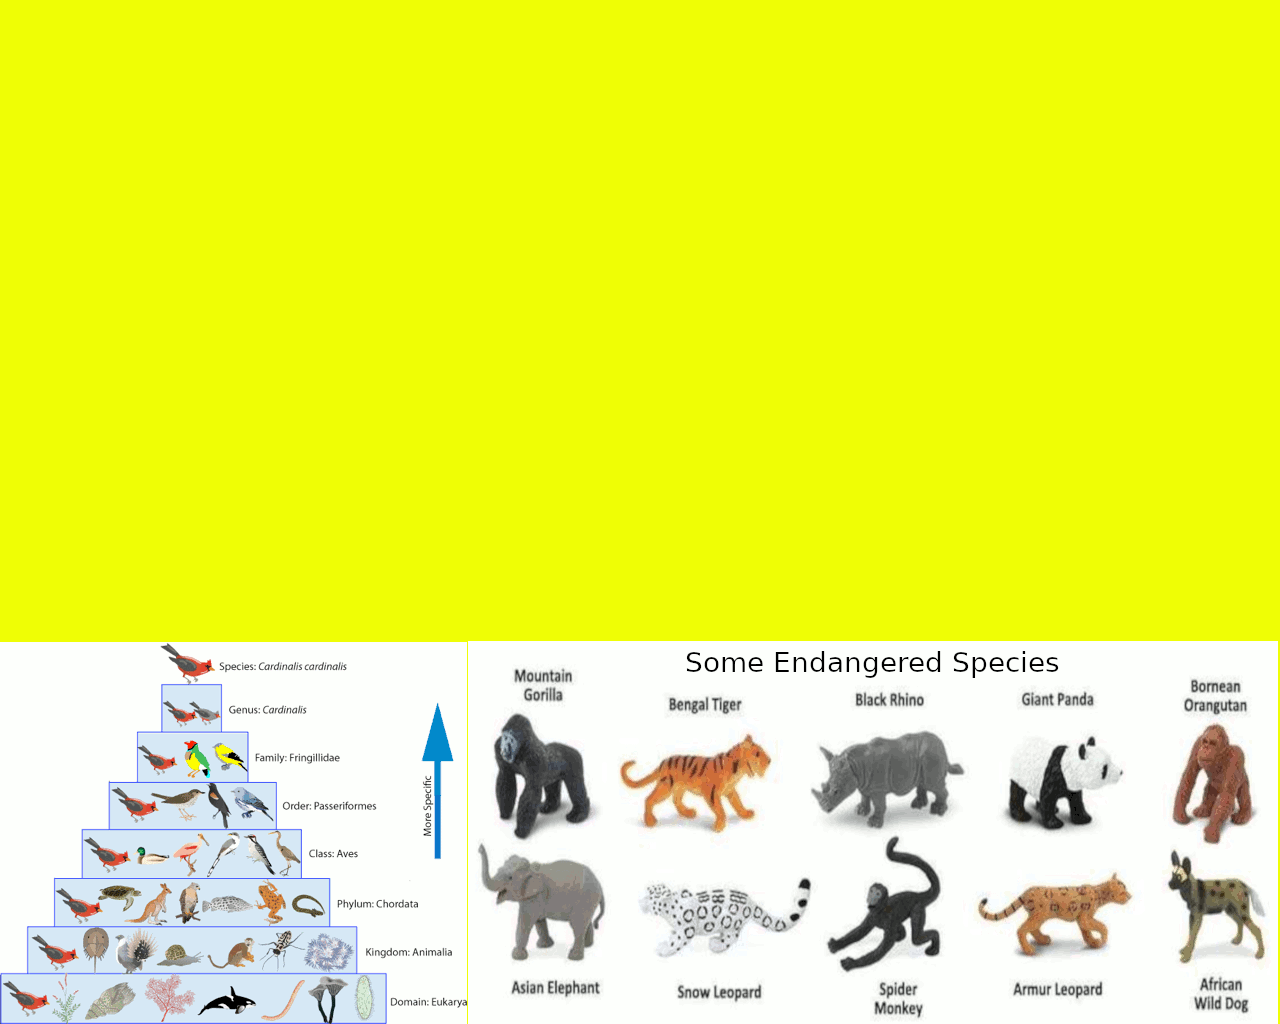 Species: Cardinalis cardinalis
Genus: Cardinalis
Family: Fringillidae
Order: Passeriformes
Class: Aves
Phylum: Chordata
Kingdom: Animalia
Domain: Eukarya
More Specific
Some Endangered Species
Mountain
Gorilla
Bengal Tiger
Black Rhino
Giant Panda
Bornean
Orangutan
Asian Elephant
Snow Leopard
Spider
Monkey
Armur Leopard
African
Wild Dog